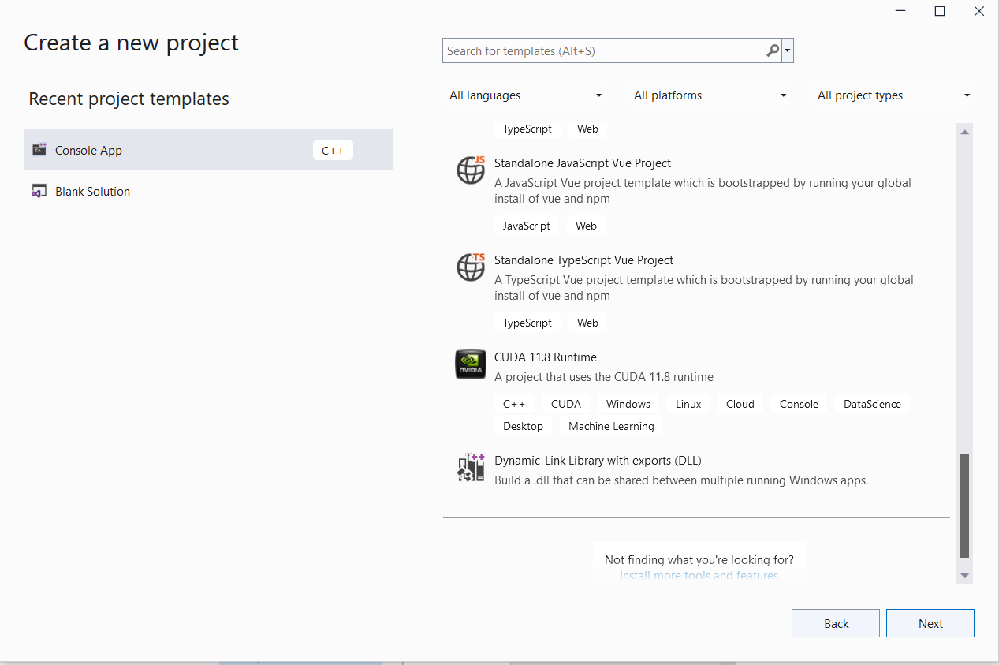 Create a new project
Search for templates (Alt+S)
Recent project templates
All languages
All platforms
All project types
Console App
C++
Blank Solution
TypeScript
Web
JS
Standalone JavaScript Vue Project
A JavaScript Vue project template which is bootstrapped by running your global
install of vue and npm
JavaScript
Web
TS
Standalone TypeScript Vue Project
A TypeScript Vue project template which is bootstrapped by running your global
install of vue and npm
TypeScript
Web
NVIDIA
CUDA 11.8 Runtime
A project that uses the CUDA 11.8 runtime
C++
CUDA
Windows
Linux
Cloud
Console
DataScience
Desktop
Machine Learning
Dynamic-Link Library with exports (DLL)
Build a .dll that can be shared between multiple running Windows apps.
Not finding what you're looking for?
Install more tools and features
Back
Next